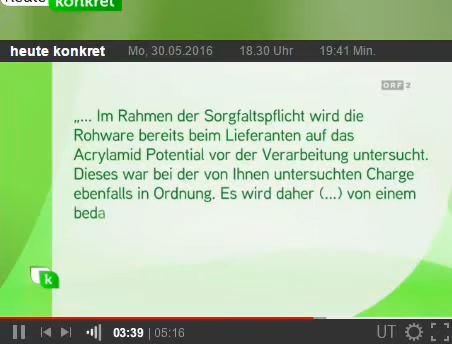 heute
konkret
heute konkret Mo, 30.05.2016 18.30 Uhr 19:41 Min.
ORF 2
„... Im Rahmen der Sorgfaltspflicht wird die
Rohware bereits beim Lieferanten auf das
Acrylamid Potential vor der Verarbeitung untersucht.
Dieses war bei der von Ihnen untersuchten Charge
ebenfalls in Ordnung. Es wird daher (...) von einem
beda
k
03:39 | 05:16 UT